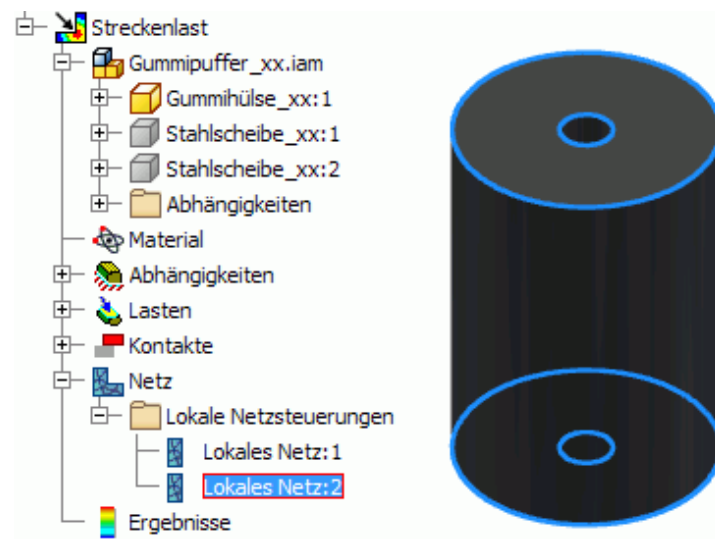 Streckenlast
Gummipuffer_xx.iam
Gummihülse_xx:1
Stahlscheibe_xx:1
Stahlscheibe_xx:2
Abhängigkeiten
Material
Abhängigkeiten
Lasten
Kontakte
Netz
Lokale Netzsteuerungen
Lokales Netz:1
Lokales Netz:2
Ergebnisse